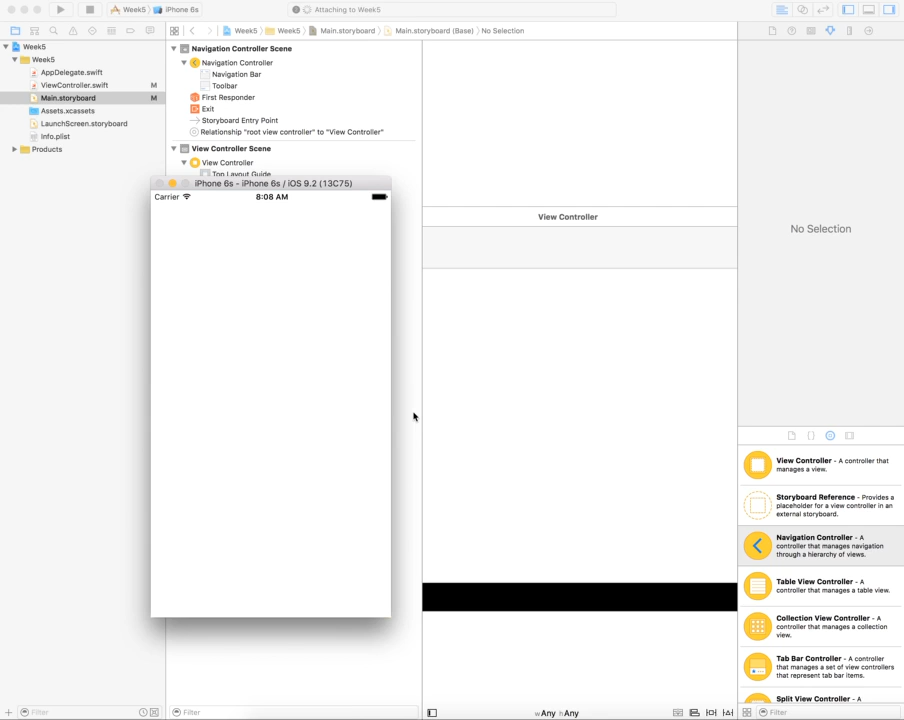 Week5 › iPhone 6s
Attaching to Week5
Week5
Week5
AppDelegate.swift
ViewController.swift M
Main.storyboard M
Assets.xcassets
LaunchScreen.storyboard
Info.plist
Products
Filter
Week5 › Week5 › Main.storyboard › Main.storyboard (Base) › No Selection
Navigation Controller Scene
Navigation Controller
Navigation Bar
Toolbar
First Responder
Exit
Storyboard Entry Point
Relationship "root view controller" to "View Controller"
View Controller Scene
View Controller
Top Layout Guide
iPhone 6s - iPhone 6s / iOS 9.2 (13C75)
Carrier 8:08 AM
Filter
View Controller
wAny hAny
No Selection
View Controller - A controller that
manages a view.
Storyboard Reference - Provides a
placeholder for a view controller in an
external storyboard.
Navigation Controller - A
controller that manages navigation
through a hierarchy of views.
Table View Controller - A
controller that manages a table view.
Collection View Controller - A
controller that manages a collection
view.
Tab Bar Controller - A controller
that manages a set of view controllers
that represent tab bar items.
Split View Controller - A
Filter